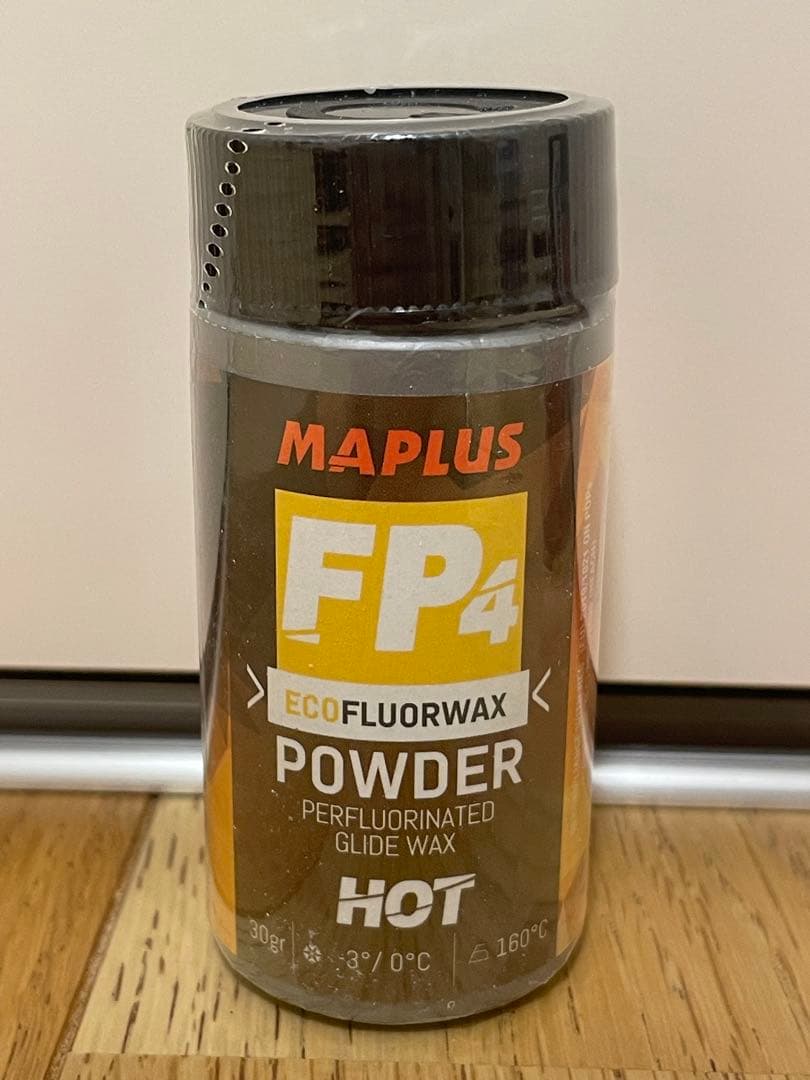 MAPLUS
FP4
ECOFLUORWAX
POWDER
PERFLUORINATED
GLIDE WAX
HOT
30gr
-3°/ 0°C
160°C